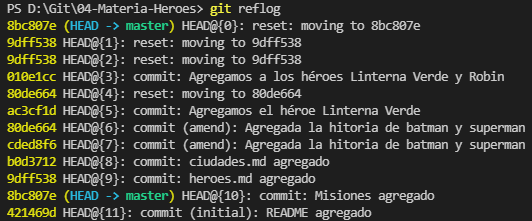 PS D:\Git\04-Materia-Heroes> git reflog
8bc807e (HEAD -> master) HEAD@{0}: reset: moving to 8bc807e
9dff538 HEAD@{1}: reset: moving to 9dff538
9dff538 HEAD@{2}: reset: moving to 9dff538
010e1cc HEAD@{3}: commit: Agregamos a los héroes Linterna Verde y Robin
80de664 HEAD@{4}: reset: moving to 80de664
ac3cf1d HEAD@{5}: commit: Agregamos el héroe Linterna Verde
80de664 HEAD@{6}: commit (amend): Agregada la hitoria de batman y superman
cded8f6 HEAD@{7}: commit (amend): Agregada la hitoria de batman y superman
b0d3712 HEAD@{8}: commit: ciudades.md agregado
9dff538 HEAD@{9}: commit: heroes.md agregado
8bc807e (HEAD -> master) HEAD@{10}: commit: Misiones agregado
421469d HEAD@{11}: commit (initial): README agregado